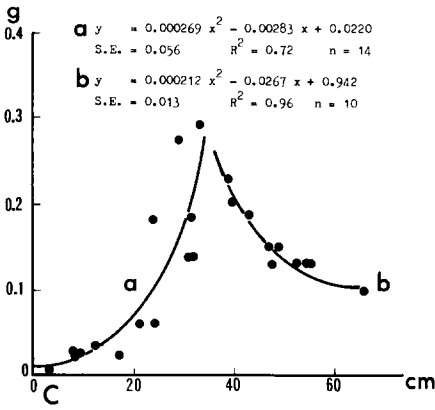 g
a y = 0.000269 x² - 0.00283 x + 0.0220
S.E. = 0.056 R² = 0.72 n = 14
b y = 0.000212 x² - 0.0267 x + 0.942
S.E. = 0.013 R² = 0.96 n = 10
0.4
0.3
0.2
0.1
0
a
b
0 20 40 60 cm
C